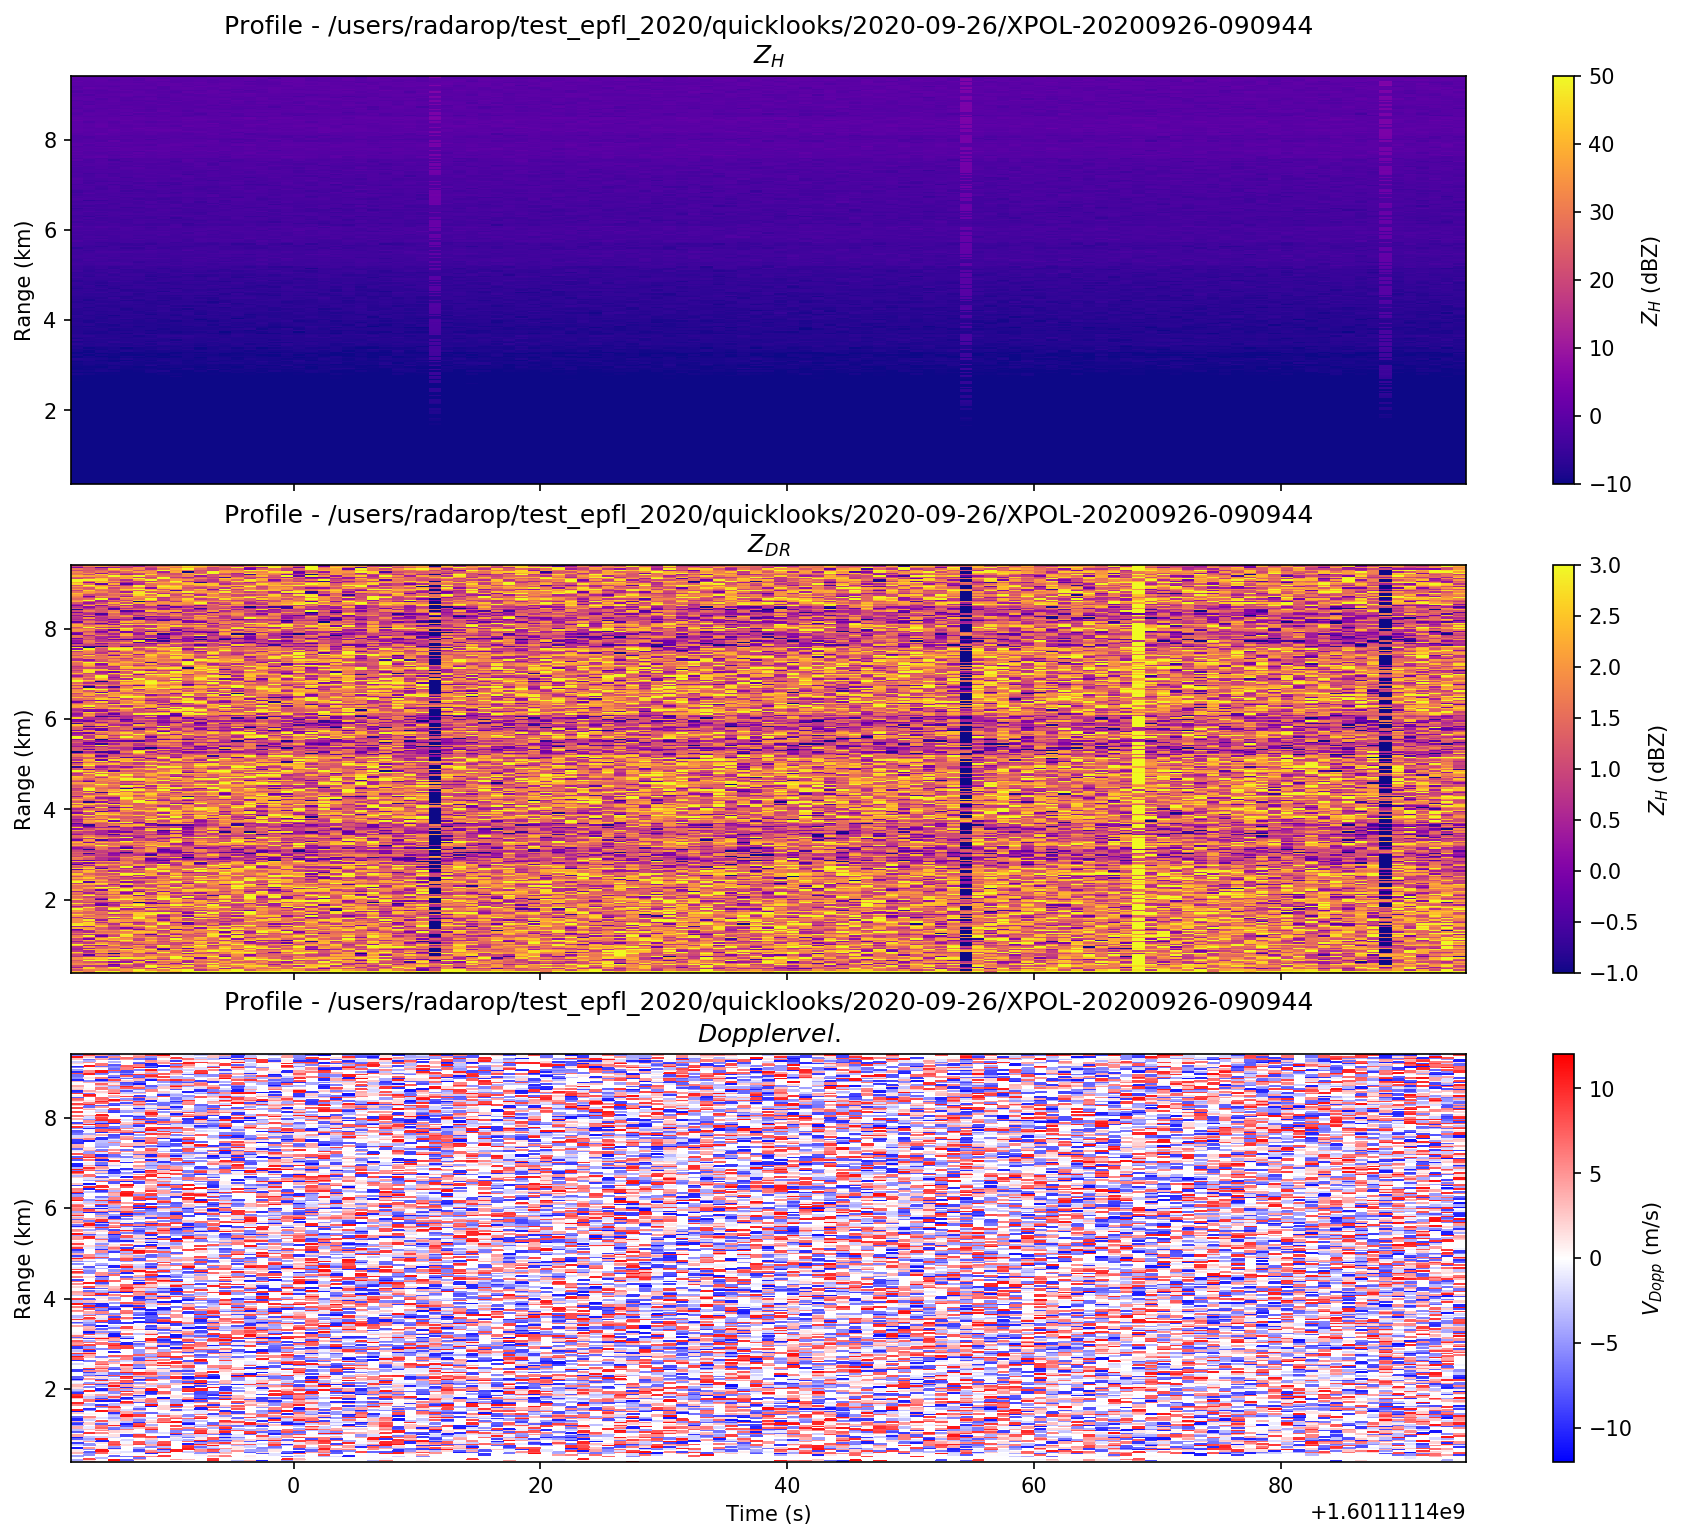 Profile - /users/radarop/test_epfl_2020/quicklooks/2020-09-26/XPOL-20200926-090944
Z_H
Range (km)
8
6
4
2
50
40
30
20
10
0
−10
Z_H (dBZ)
Profile - /users/radarop/test_epfl_2020/quicklooks/2020-09-26/XPOL-20200926-090944
Z_DR
Range (km)
8
6
4
2
3.0
2.5
2.0
1.5
1.0
0.5
0.0
−0.5
−1.0
Z_H (dBZ)
Profile - /users/radarop/test_epfl_2020/quicklooks/2020-09-26/XPOL-20200926-090944
Dopplervel.
Range (km)
8
6
4
2
10
5
0
−5
−10
V_Dopp (m/s)
0 20 40 60 80
Time (s)
+1.6011114e9